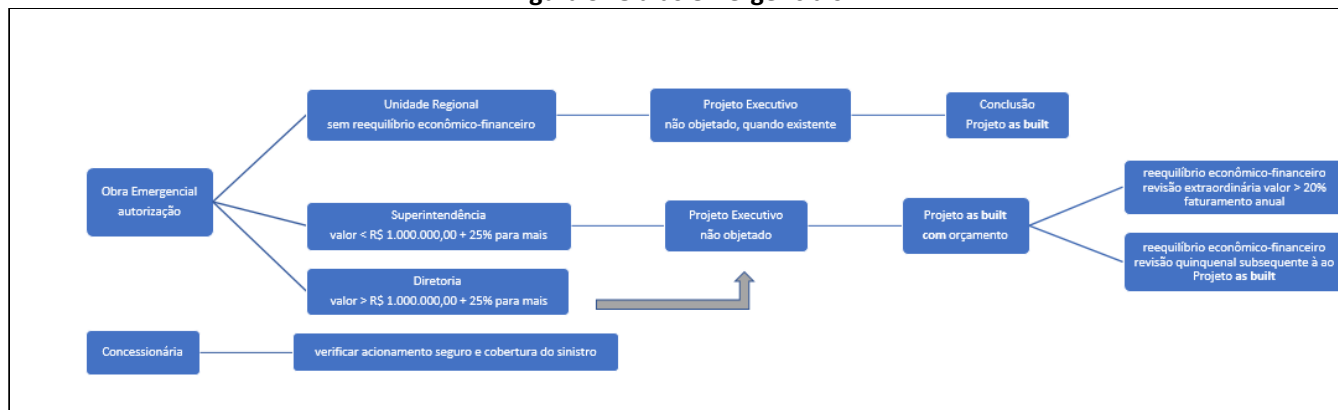 Unidade Regional
sem reequilíbrio econômico-financeiro
Projeto Executivo
não objetado, quando existente
Conclusão
Projeto as built
Obra Emergencial
autorização
Superintendência
valor < R$ 1.000.000,00 + 25% para mais
Projeto Executivo
não objetado
Projeto as built
com orçamento
reequilíbrio econômico-financeiro
revisão extraordinária valor > 20%
faturamento anual
reequilíbrio econômico-financeiro
revisão quinquenal subsequente à ao
Projeto as built
Diretoria
valor > R$ 1.000.000,00 + 25% para mais
Concessionária
verificar acionamento seguro e cobertura do sinistro